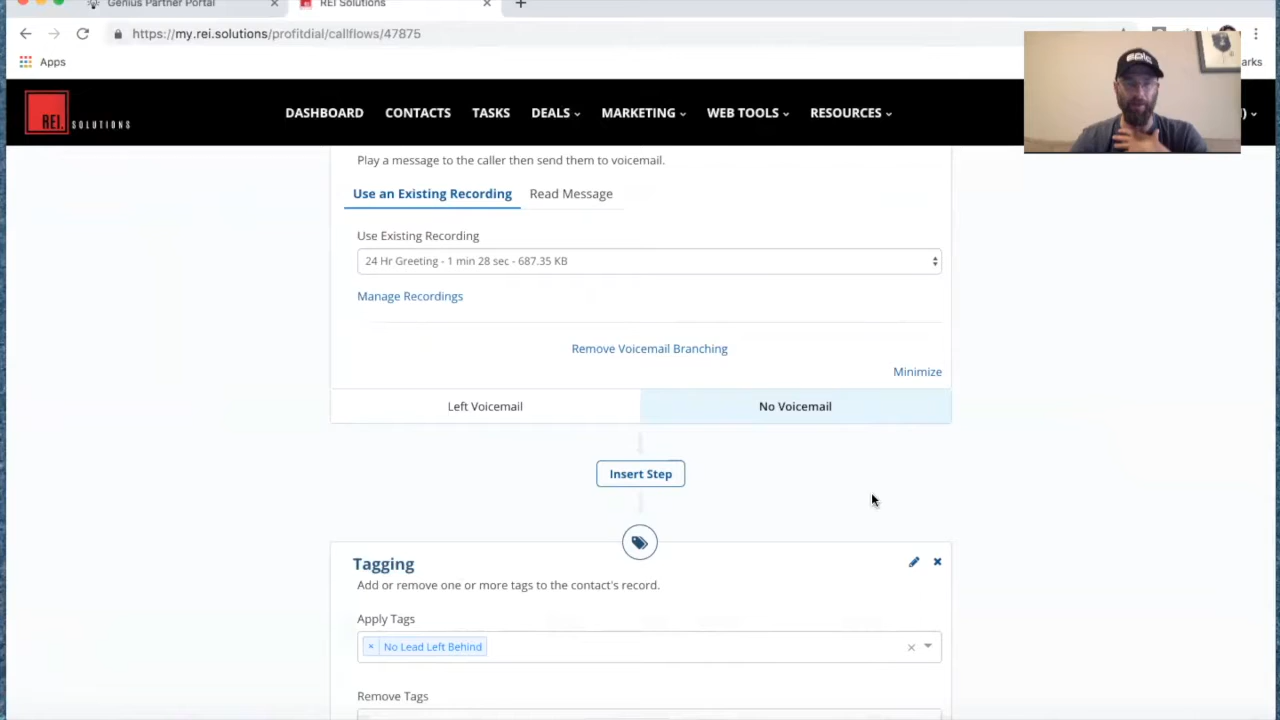 Genius Partner Portal
REI Solutions
https://my.rei.solutions/profitdial/callflows/47875
Apps
arks
REI. SOLUTIONS
DASHBOARD CONTACTS TASKS DEALS MARKETING WEB TOOLS RESOURCES
EPIC
Play a message to the caller then send them to voicemail.
Use an Existing Recording Read Message
Use Existing Recording
24 Hr Greeting - 1 min 28 sec - 687.35 KB
Manage Recordings
Remove Voicemail Branching
Minimize
Left Voicemail No Voicemail
Insert Step
Tagging
Add or remove one or more tags to the contact's record.
Apply Tags
× No Lead Left Behind
Remove Tags